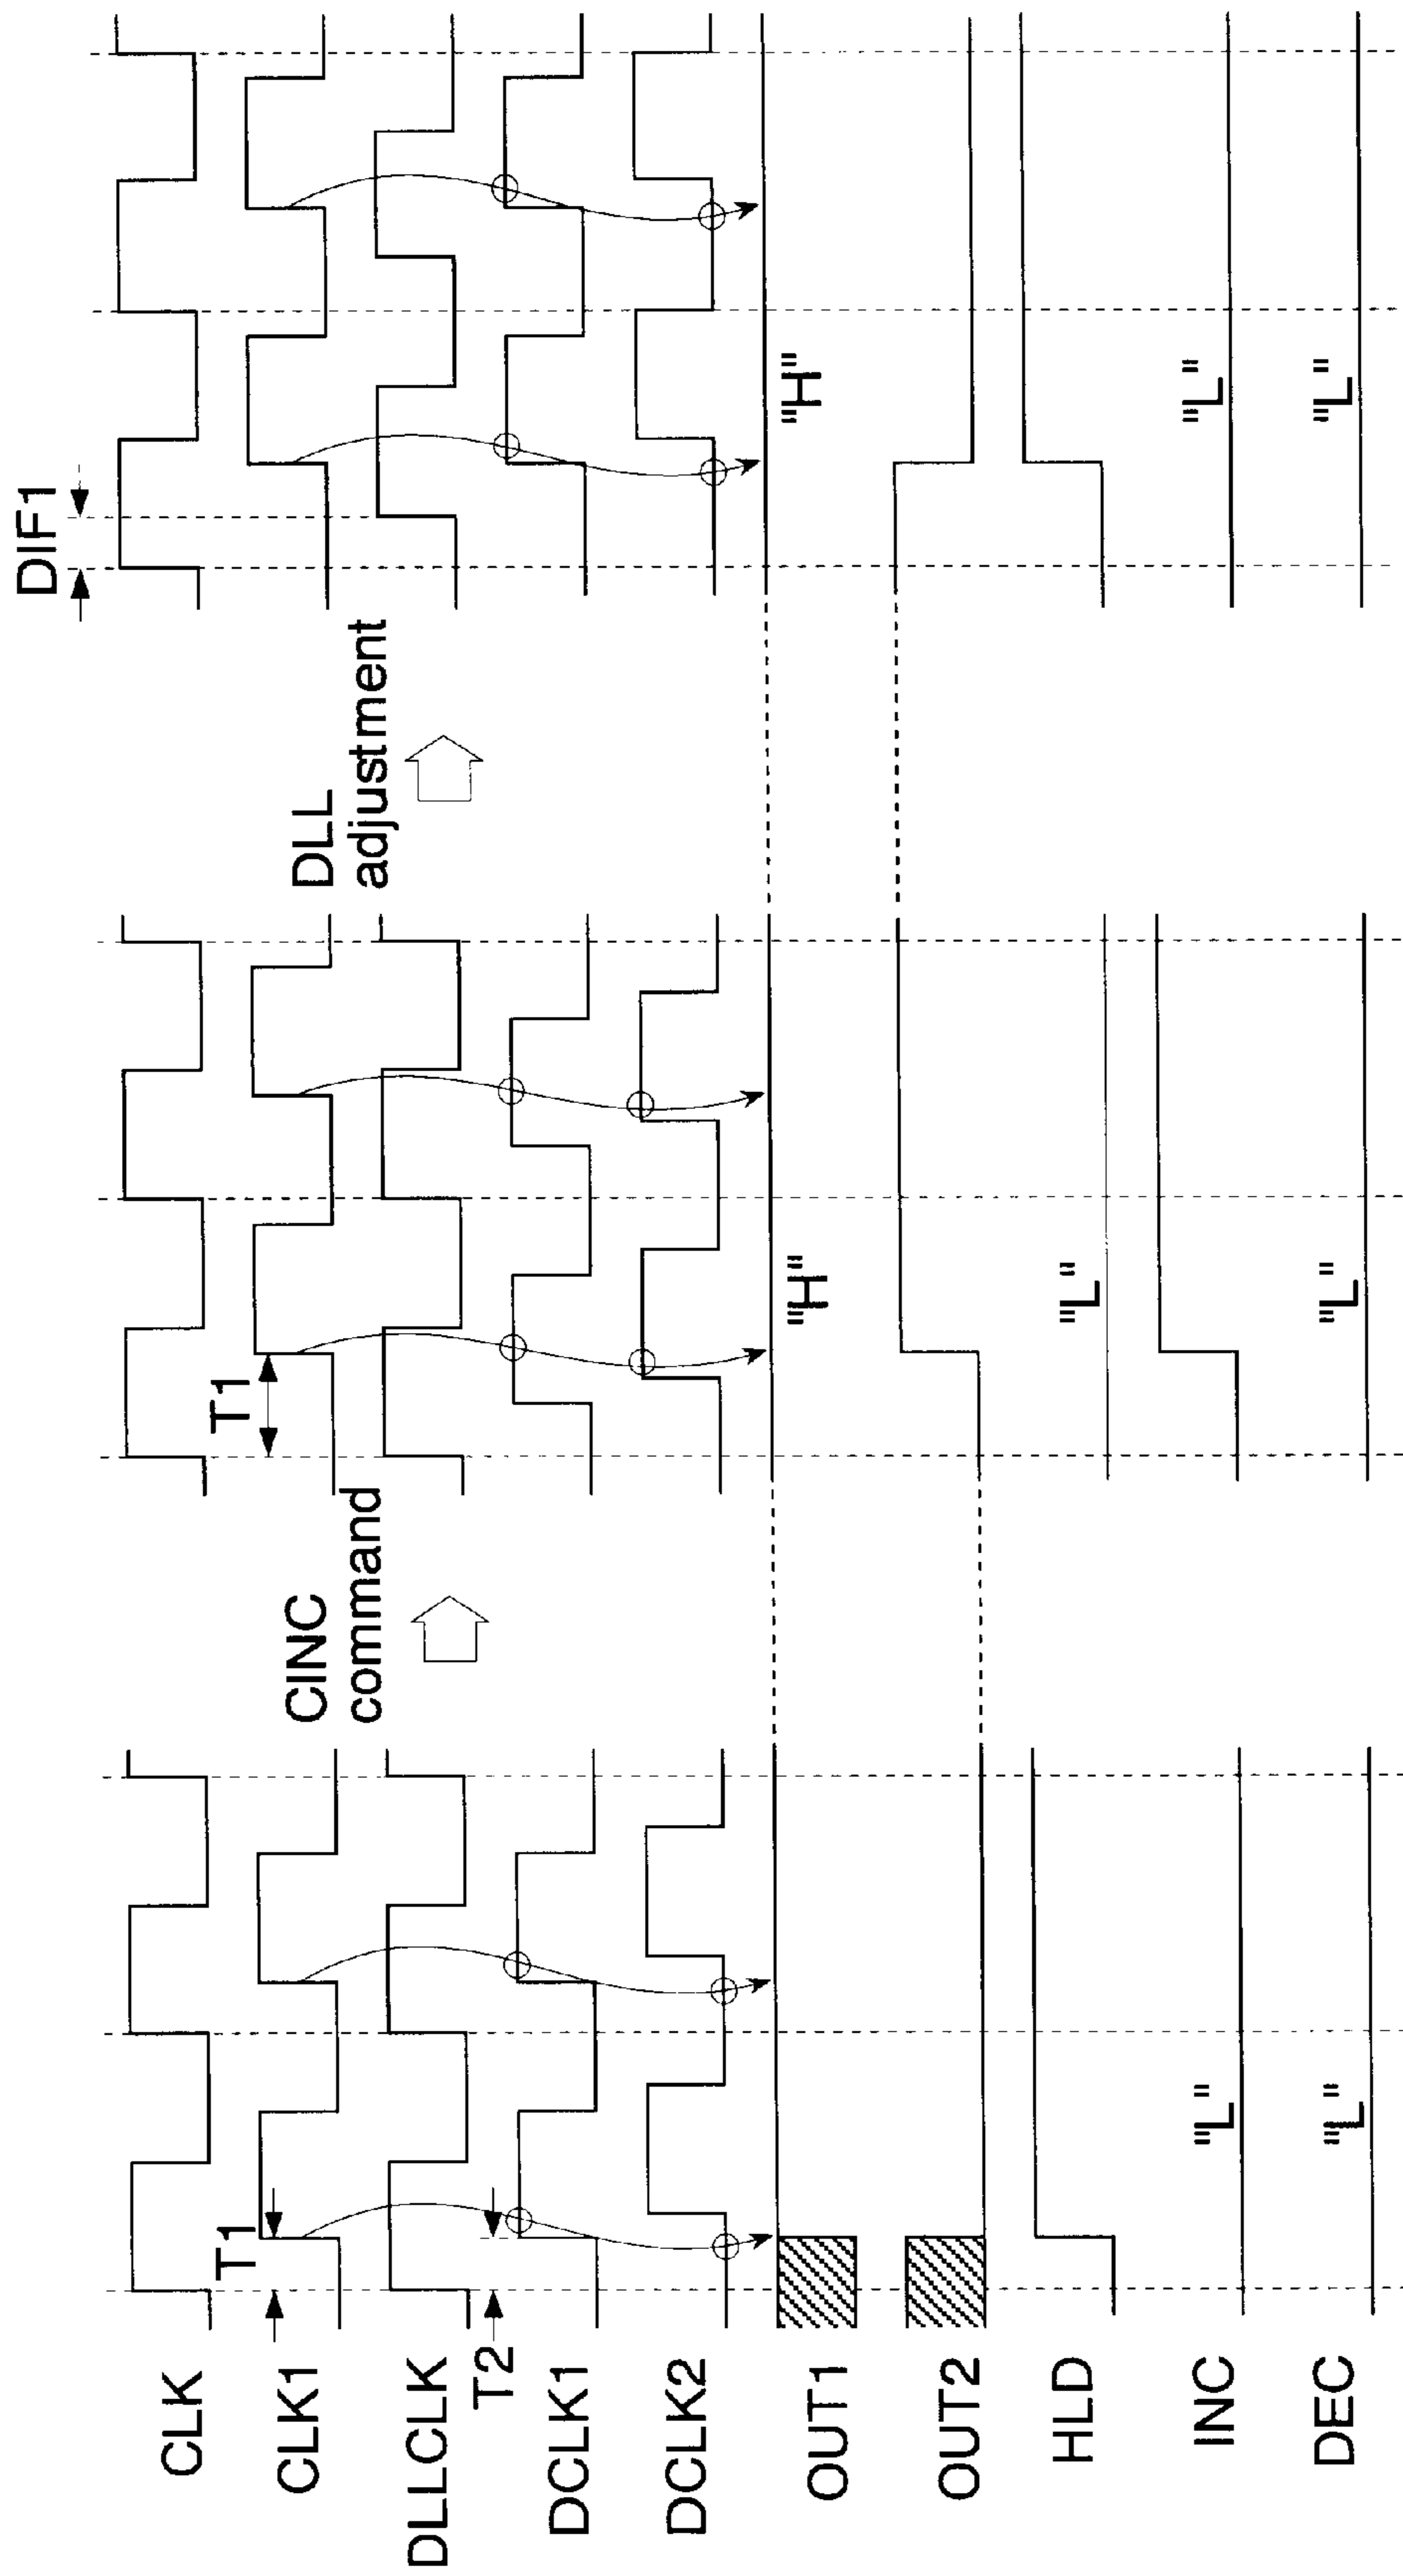 DIF1
T1
CINC
command
T1
DLL
adjustment
CLK
CLK1
DLLCLK
T2
DCLK1
DCLK2
OUT1
"H"
"H"
OUT2
HLD
"L"
INC
"L"
"L"
DEC
"L"
"L"
"L"